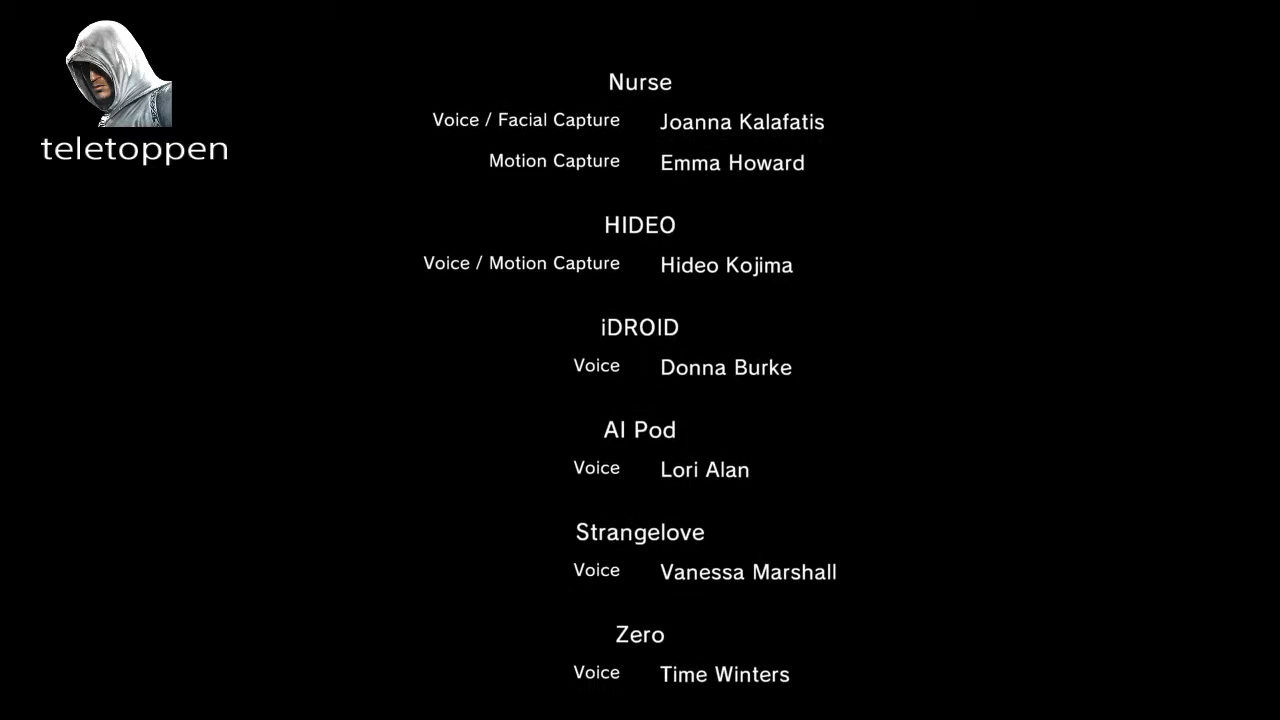 teletoppen
Nurse
Voice / Facial Capture Joanna Kalafatis
Motion Capture Emma Howard
HIDEO
Voice / Motion Capture Hideo Kojima
iDROID
Voice Donna Burke
AI Pod
Voice Lori Alan
Strangelove
Voice Vanessa Marshall
Zero
Voice Time Winters